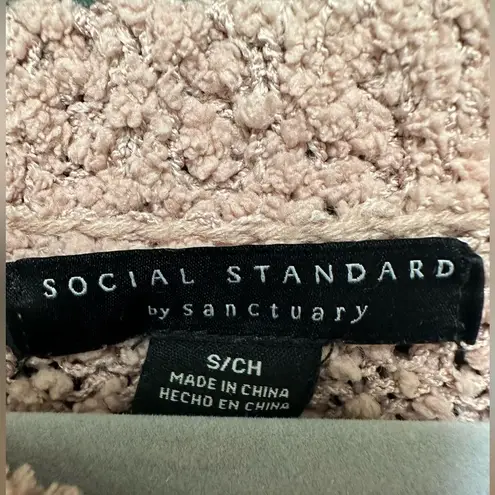 SOCIAL STANDARD
by sanctuary
S/CH
MADE IN CHINA
HECHO EN CHINA